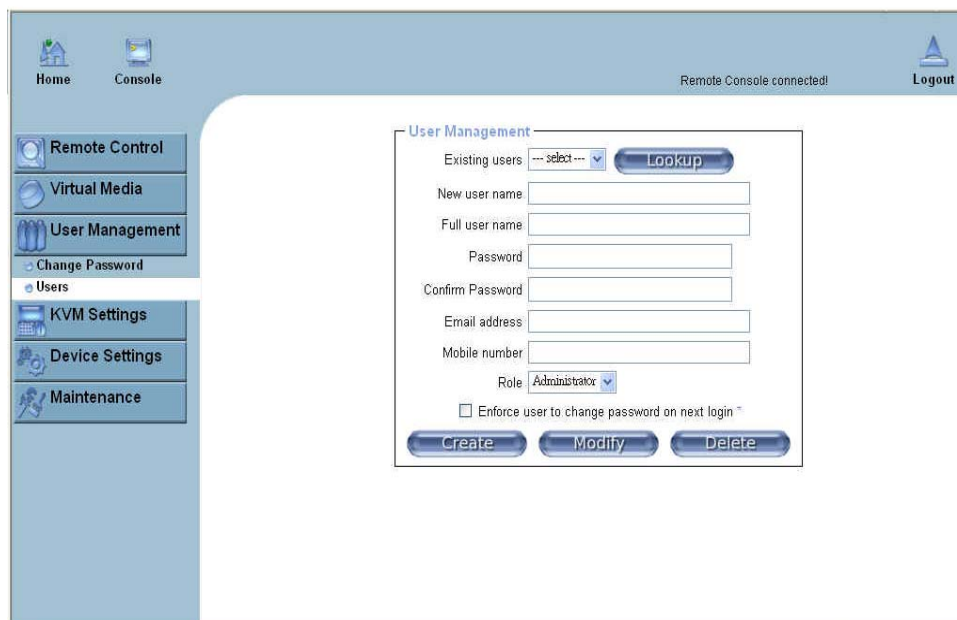 Home Console
Remote Console connected!
Logout
Remote Control
Virtual Media
User Management
Change Password
Users
KVM Settings
Device Settings
Maintenance
User Management
Existing users --- select --- Lookup
New user name
Full user name
Password
Confirm Password
Email address
Mobile number
Role Administrator
Enforce user to change password on next login *
Create Modify Delete